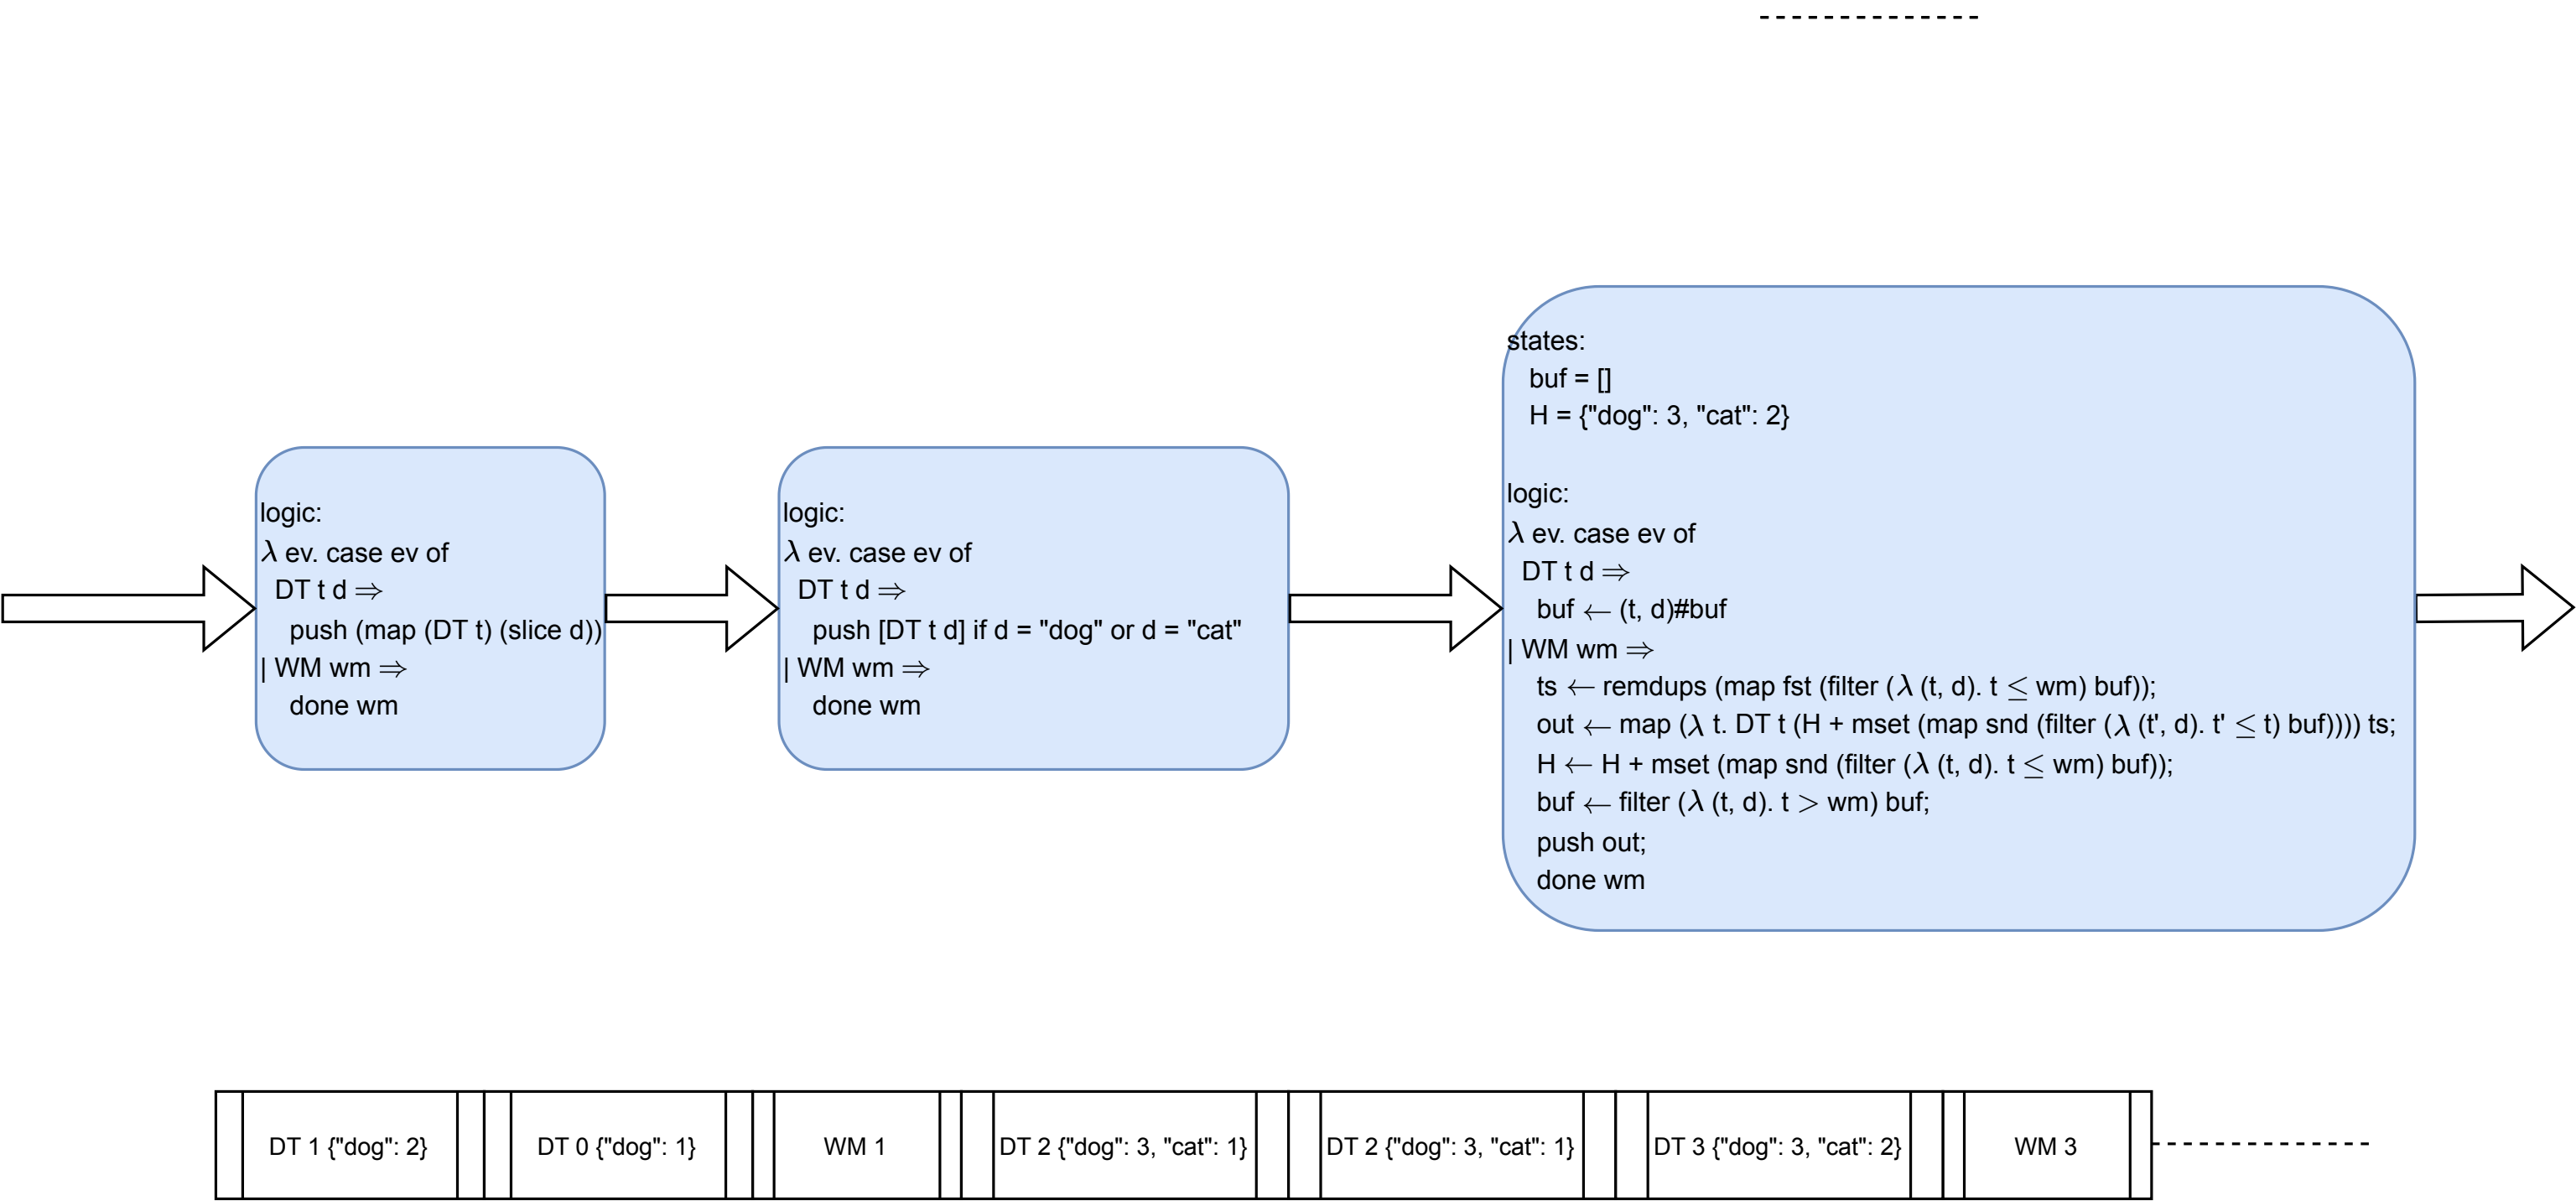 logic:
λ ev. case ev of
DT t d ⇒
push (map (DT t) (slice d))
| WM wm ⇒
done wm
logic:
λ ev. case ev of
DT t d ⇒
push [DT t d] if d = "dog" or d = "cat"
| WM wm ⇒
done wm
states:
buf = []
H = {"dog": 3, "cat": 2}
logic:
λ ev. case ev of
DT t d ⇒
buf ← (t, d)#buf
| WM wm ⇒
ts ← remdups (map fst (filter (λ (t, d). t ≤ wm) buf));
out ← map (λ t. DT t (H + mset (map snd (filter (λ (t', d). t' ≤ t) buf)))) ts;
H ← H + mset (map snd (filter (λ (t, d). t ≤ wm) buf));
buf ← filter (λ (t, d). t > wm) buf;
push out;
done wm
DT 1 {"dog": 2}
DT 0 {"dog": 1}
WM 1
DT 2 {"dog": 3, "cat": 1}
DT 2 {"dog": 3, "cat": 1}
DT 3 {"dog": 3, "cat": 2}
WM 3